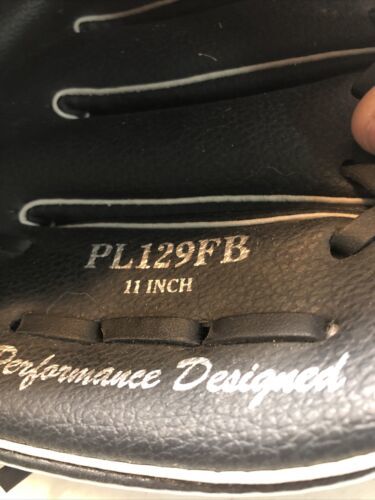 PL129FB
11 INCH
Performance Designed